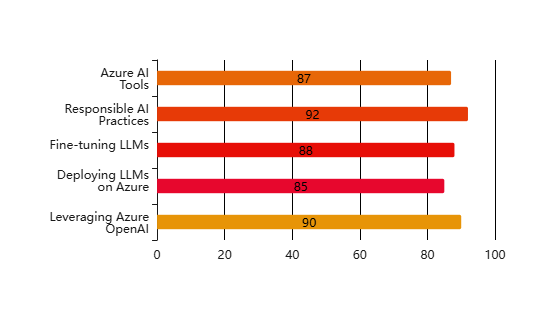 Azure AI
Tools
87
Responsible AI
Practices
92
Fine-tuning LLMs
88
Deploying LLMs
on Azure
85
Leveraging Azure
OpenAI
90
0 20 40 60 80 100